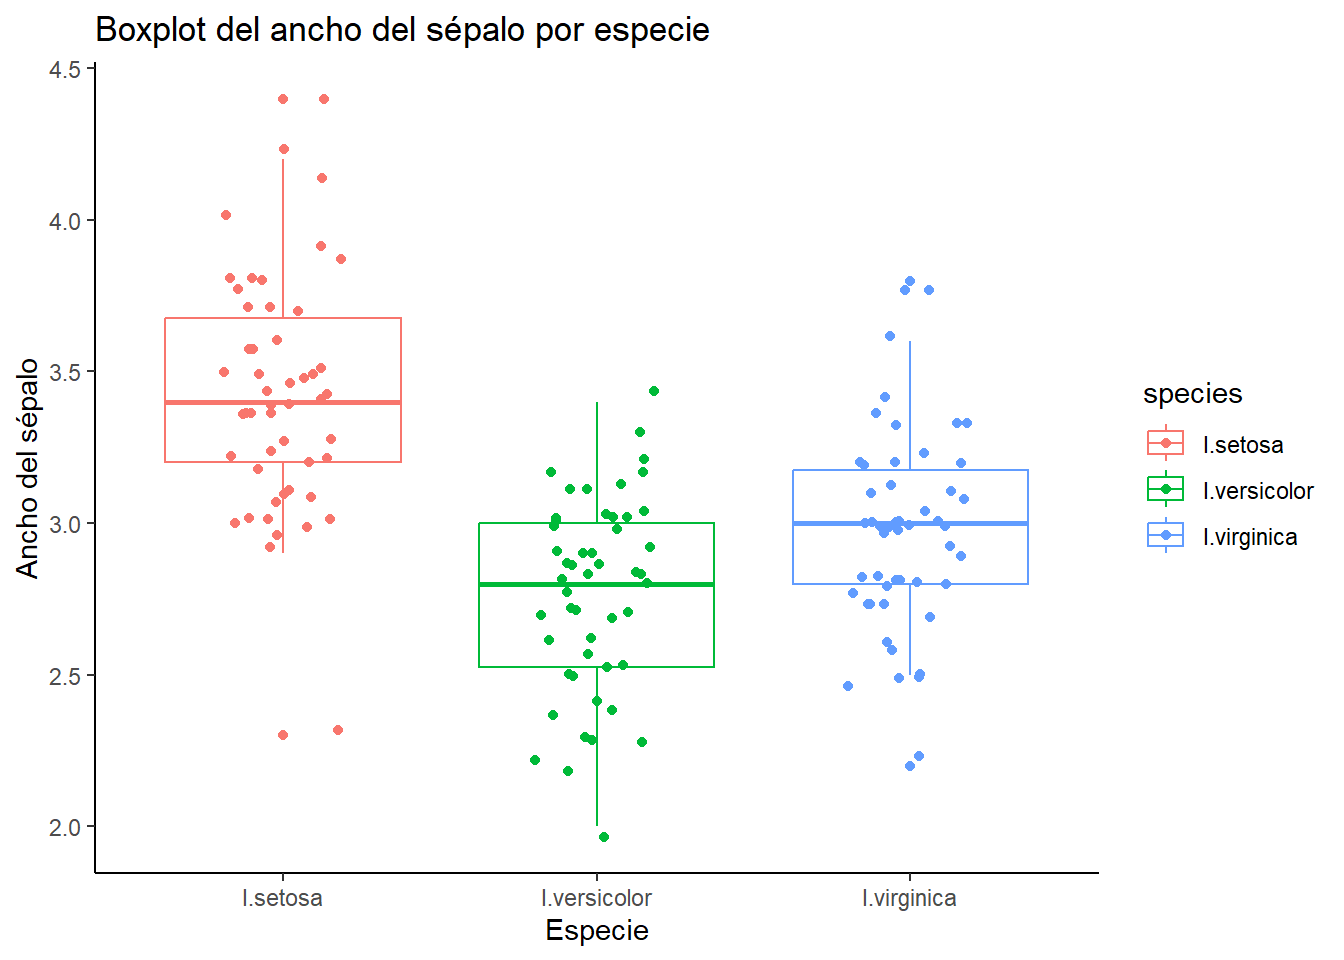 Boxplot del ancho del sépalo por especie
4.5
4.0
3.5
3.0
2.5
2.0
Ancho del sépalo
I.setosa
I.versicolor
I.virginica
Especie
species
I.setosa
I.versicolor
I.virginica